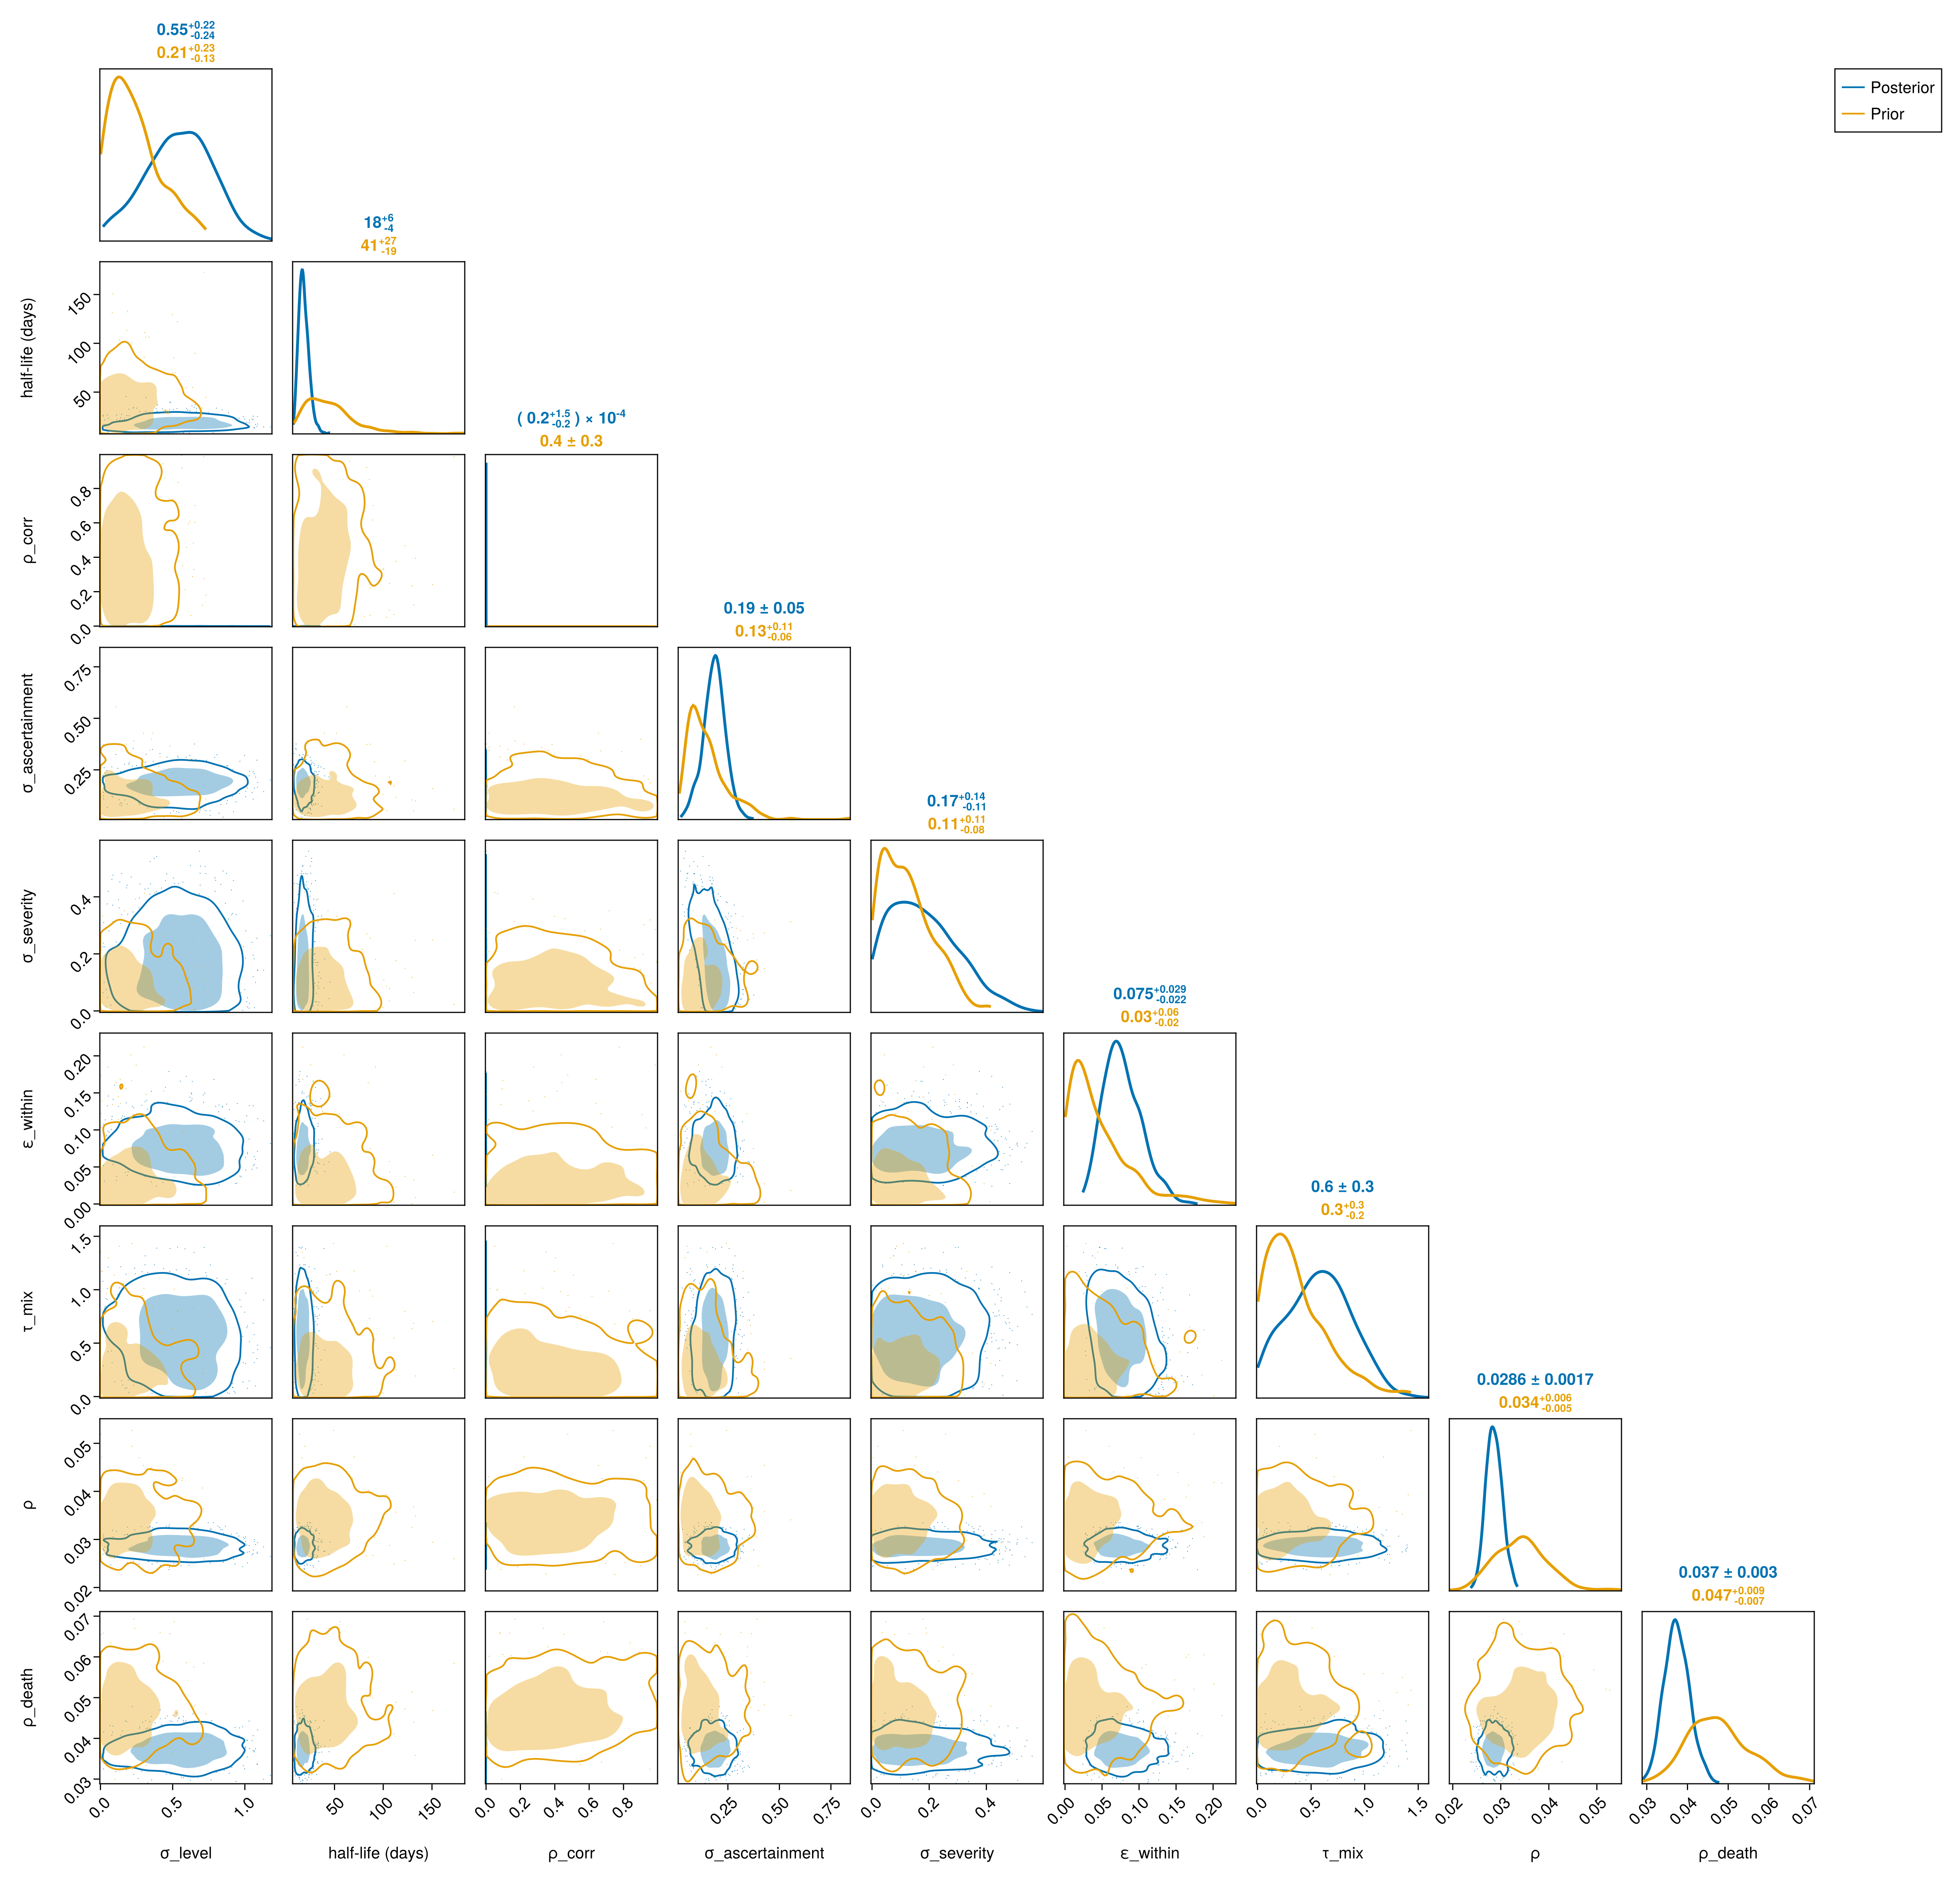 0.55+0.22-0.24
0.21+0.23-0.13
Posterior
Prior
18+6-4
41+27-19
half-life (days)
150
100
50
( 0.2+1.5-0.2 ) × 10-4
0.4 ± 0.3
ρ_corr
0.8
0.6
0.4
0.2
0.0
0.19 ± 0.05
0.13+0.11-0.06
σ_ascertainment
0.75
0.50
0.25
0.17+0.14-0.11
0.11+0.11-0.08
σ_severity
0.4
0.2
0.0
0.075+0.029-0.022
0.03+0.06-0.02
ε_within
0.20
0.15
0.10
0.05
0.00
0.6 ± 0.3
0.3+0.3-0.2
τ_mix
1.5
1.0
0.5
0.0
0.0286 ± 0.0017
0.034+0.006-0.005
ρ
0.05
0.04
0.03
0.02
0.037 ± 0.003
0.047+0.009-0.007
ρ_death
0.07
0.06
0.05
0.04
0.03
0.0 0.5 1.0 50 100 150 0.0 0.2 0.4 0.6 0.8 0.25 0.50 0.75 0.0 0.2 0.4 0.00 0.05 0.10 0.15 0.20 0.0 0.5 1.0 1.5 0.02 0.03 0.04 0.05 0.03 0.04 0.05 0.06 0.07
σ_level half-life (days) ρ_corr σ_ascertainment σ_severity ε_within τ_mix ρ ρ_death